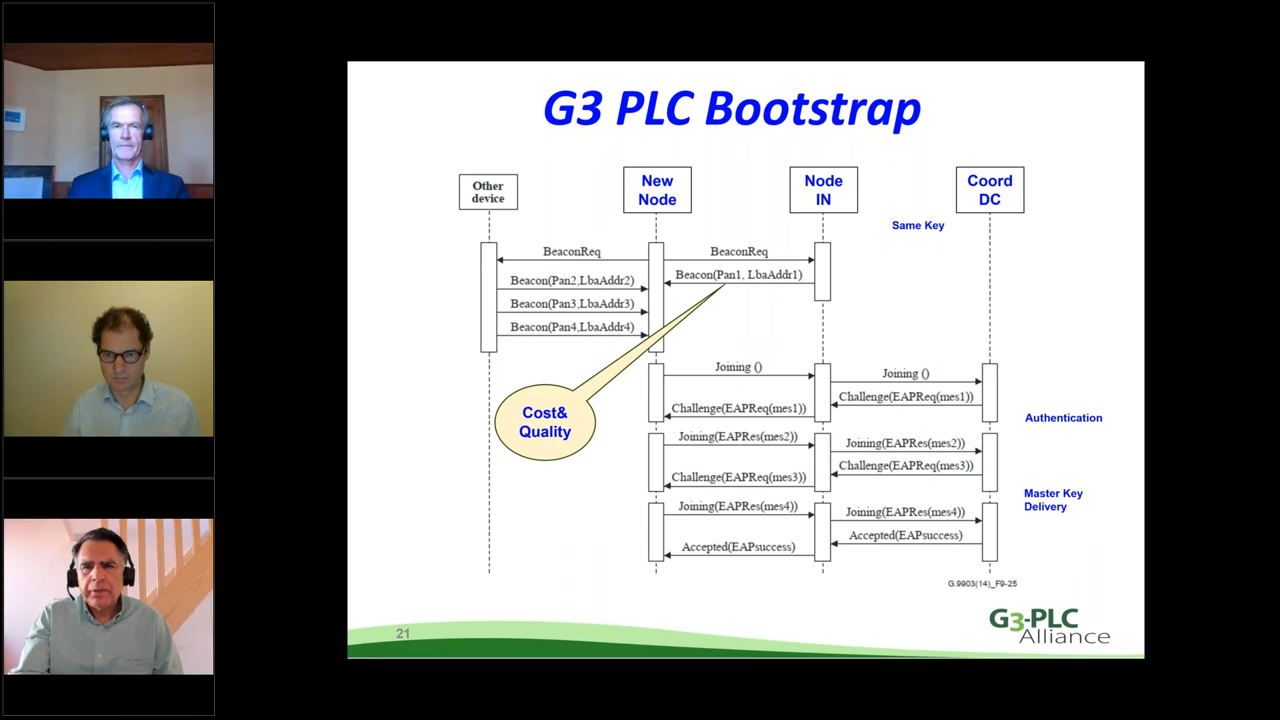 G3 PLC Bootstrap
Other
device
New
Node
Node
IN
Coord
DC
Same Key
BeaconReq
BeaconReq
Beacon(Pan1, LbaAddr1)
Beacon(Pan2,LbaAddr2)
Beacon(Pan3,LbaAddr3)
Beacon(Pan4,LbaAddr4)
Cost&
Quality
Joining ()
Joining ()
Challenge(EAPReq(mes1))
Challenge(EAPReq(mes1))
Authentication
Joining(EAPRes(mes2))
Joining(EAPRes(mes2))
Challenge(EAPReq(mes3))
Challenge(EAPReq(mes3))
Master Key
Delivery
Joining(EAPRes(mes4))
Joining(EAPRes(mes4))
Accepted(EAPsuccess)
Accepted(EAPsuccess)
G.9903(14)_F9-25
21
G3-PLC
Alliance